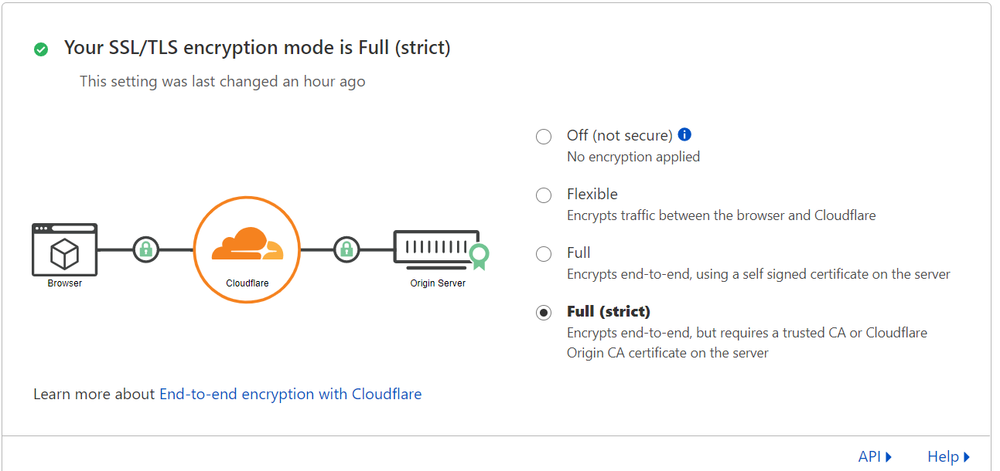 Your SSL/TLS encryption mode is Full (strict)
This setting was last changed an hour ago
Off (not secure)
No encryption applied
Flexible
Encrypts traffic between the browser and Cloudflare
Full
Encrypts end-to-end, using a self signed certificate on the server
Full (strict)
Encrypts end-to-end, but requires a trusted CA or Cloudflare
Origin CA certificate on the server
Browser
Cloudflare
Origin Server
Learn more about End-to-end encryption with Cloudflare
API
Help